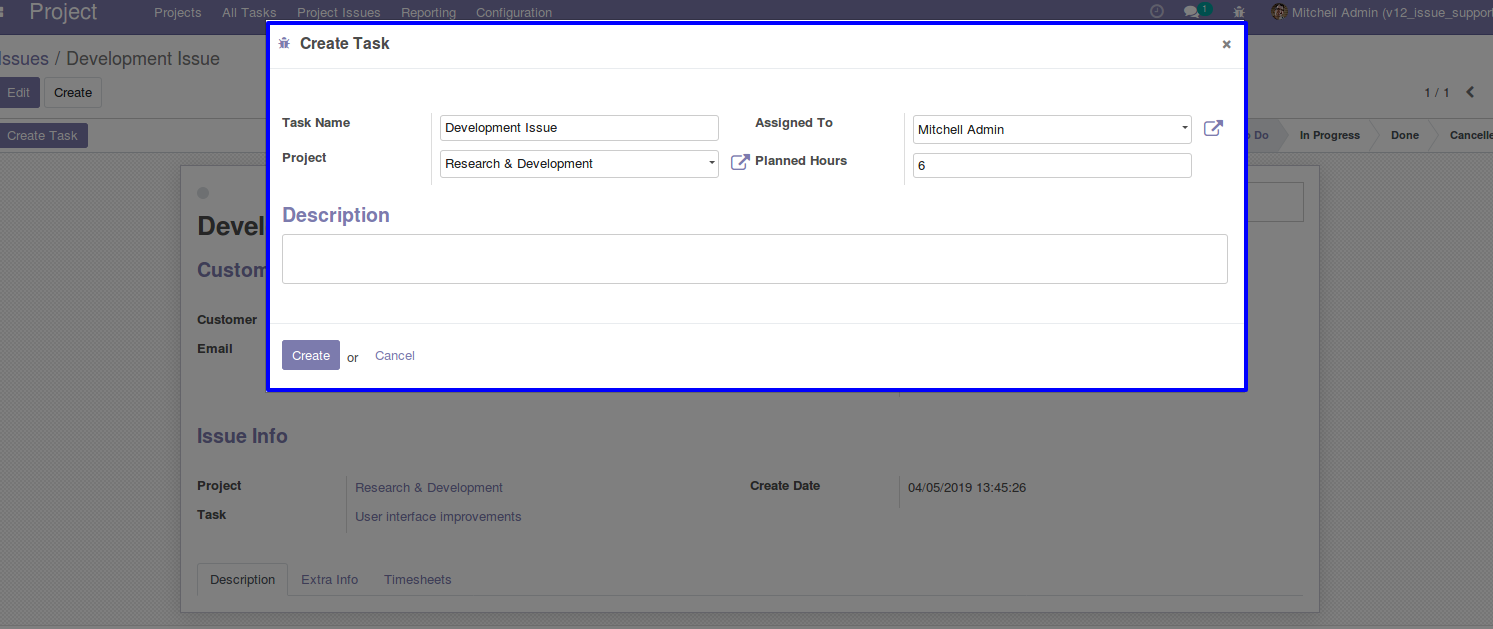 Project Projects All Tasks Project Issues Reporting Configuration 1 Mitchell Admin (v12_issue_support
Issues / Development Issue
Edit Create 1 / 1
Create Task Do In Progress Done Cancelle
Create Task ×
Task Name Development Issue Assigned To Mitchell Admin
Project Research & Development Planned Hours 6
Description
Create or Cancel
Devel
Custom
Customer
Email
Issue Info
Project Research & Development Create Date 04/05/2019 13:45:26
Task User interface improvements
Description Extra Info Timesheets